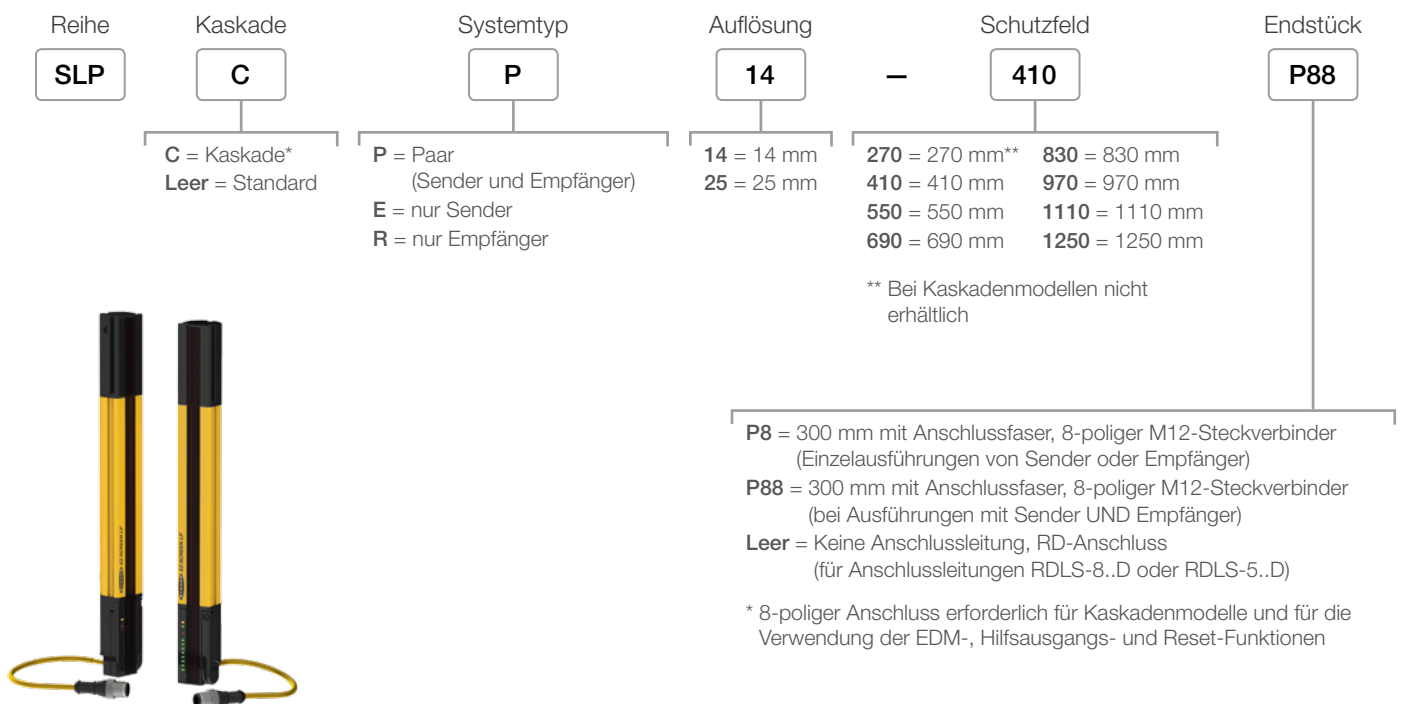 Reihe Kaskade Systemtyp Auflösung Schutzfeld Endstück
SLP C P 14 – 410 P88
C = Kaskade*
Leer = Standard
P = Paar
(Sender und Empfänger)
E = nur Sender
R = nur Empfänger
14 = 14 mm
25 = 25 mm
270 = 270 mm** 830 = 830 mm
410 = 410 mm 970 = 970 mm
550 = 550 mm 1110 = 1110 mm
690 = 690 mm 1250 = 1250 mm
** Bei Kaskadenmodellen nicht
erhältlich
P8 = 300 mm mit Anschlussfaser, 8-poliger M12-Steckverbinder
(Einzelausführungen von Sender oder Empfänger)
P88 = 300 mm mit Anschlussfaser, 8-poliger M12-Steckverbinder
(bei Ausführungen mit Sender UND Empfänger)
Leer = Keine Anschlussleitung, RD-Anschluss
(für Anschlussleitungen RDLS-8..D oder RDLS-5..D)
* 8-poliger Anschluss erforderlich für Kaskadenmodelle und für die
Verwendung der EDM-, Hilfsausgangs- und Reset-Funktionen